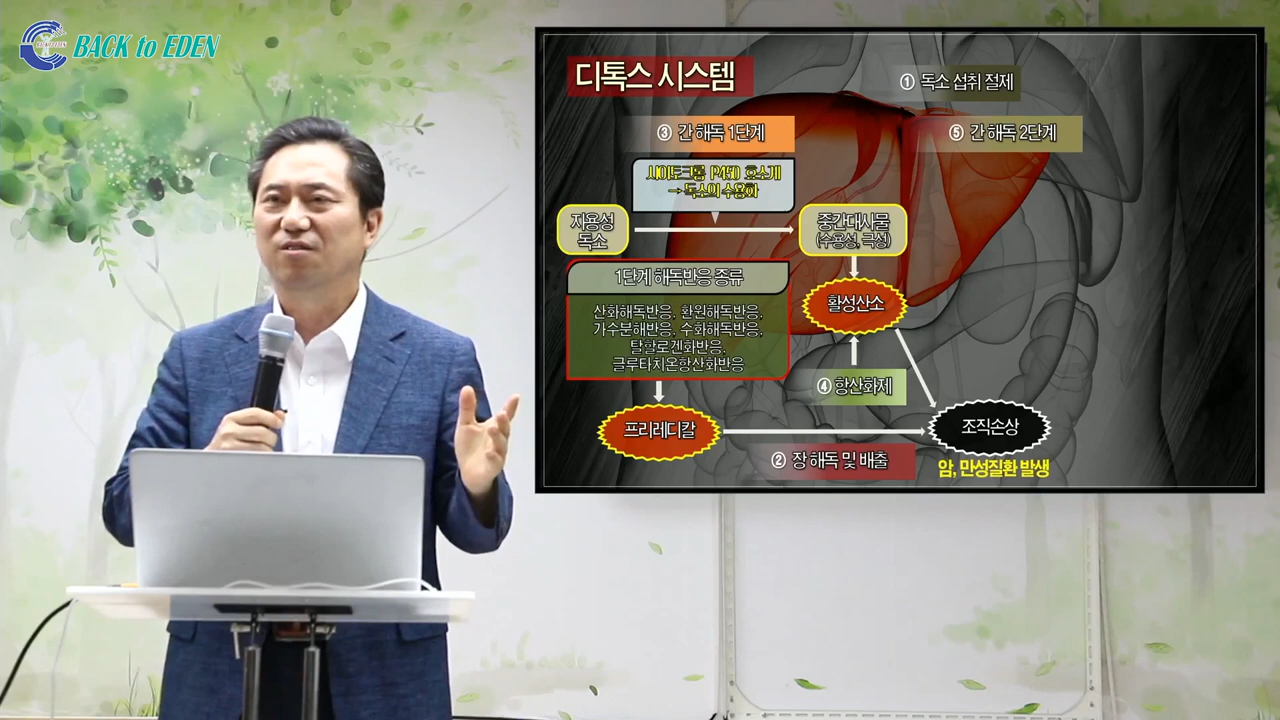 BACK to EDEN
디톡스 시스템
① 독소 섭취 절제
③ 간 해독 1단계
⑤ 간 해독 2단계
사이토크롬 P450 효소계
→ 독소의 수용화
지용성
독소
중간대사물
(수용성, 극성)
1단계 해독반응 종류
활성산소
산화해독반응, 환원해독반응,
가수분해반응, 수화해독반응,
탈할로겐화반응,
글루타치온항산화반응
④ 항산화제
프리레디칼
조직손상
② 장 해독 및 배출
암, 만성질환 발생